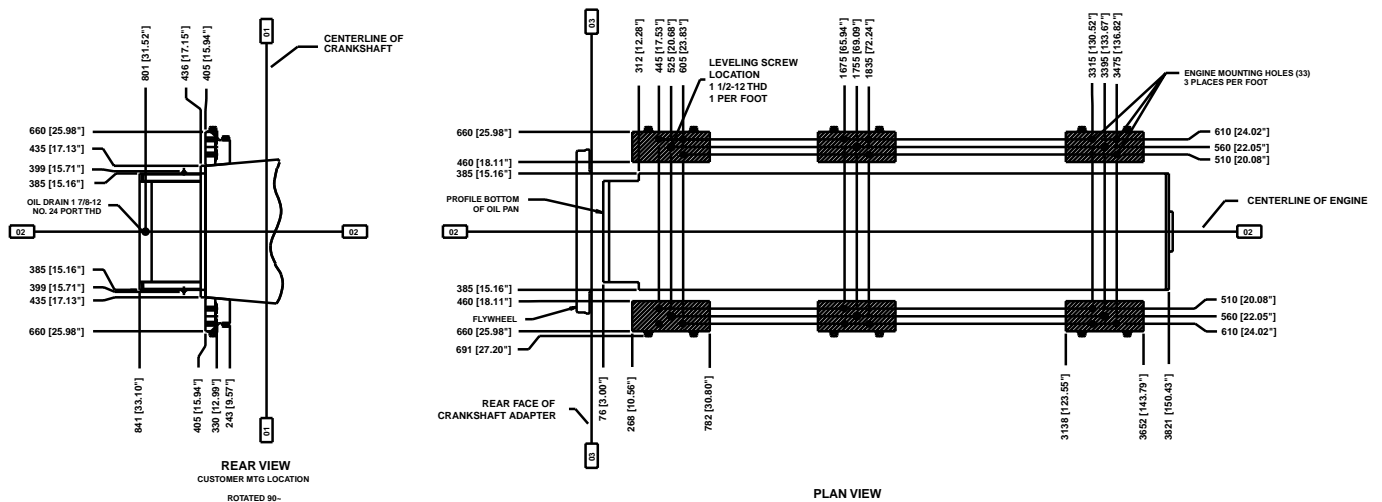 801 [31.52"]
436 [17.15"]
405 [15.94"]
01
CENTERLINE OF
CRANKSHAFT
660 [25.98"]
435 [17.13"]
399 [15.71"]
385 [15.16"]
OIL DRAIN 1 7/8-12
NO. 24 PORT THD
02
02
385 [15.16"]
399 [15.71"]
435 [17.13"]
660 [25.98"]
841 [33.10"]
405 [15.94"]
330 [12.99"]
243 [9.57"]
01
REAR VIEW
CUSTOMER MTG LOCATION
ROTATED 90~
03
312 [12.28"]
445 [17.53"]
525 [20.68"]
605 [23.83]
LEVELING SCREW
LOCATION
1 1/2-12 THD
1 PER FOOT
1675 [65.94"]
1755 [69.09"]
1835 [72.24"]
3315 [130.52"]
3395 [133.67"]
3475 [136.82"]
ENGINE MOUNTING HOLES (33)
3 PLACES PER FOOT
660 [25.98"]
460 [18.11"]
385 [15.16"]
610 [24.02"]
560 [22.05"]
510 [20.08"]
PROFILE BOTTOM
OF OIL PAN
CENTERLINE OF ENGINE
02
02
385 [15.16"]
460 [18.11"]
FLYWHEEL
660 [25.98"]
691 [27.20"]
510 [20.08"]
560 [22.05"]
610 [24.02"]
REAR FACE OF
CRANKSHAFT ADAPTER
76 [3.00"]
268 [10.56"]
782 [30.80"]
3138 [123.55"]
3652 [143.79"]
3821 [150.43"]
03
PLAN VIEW